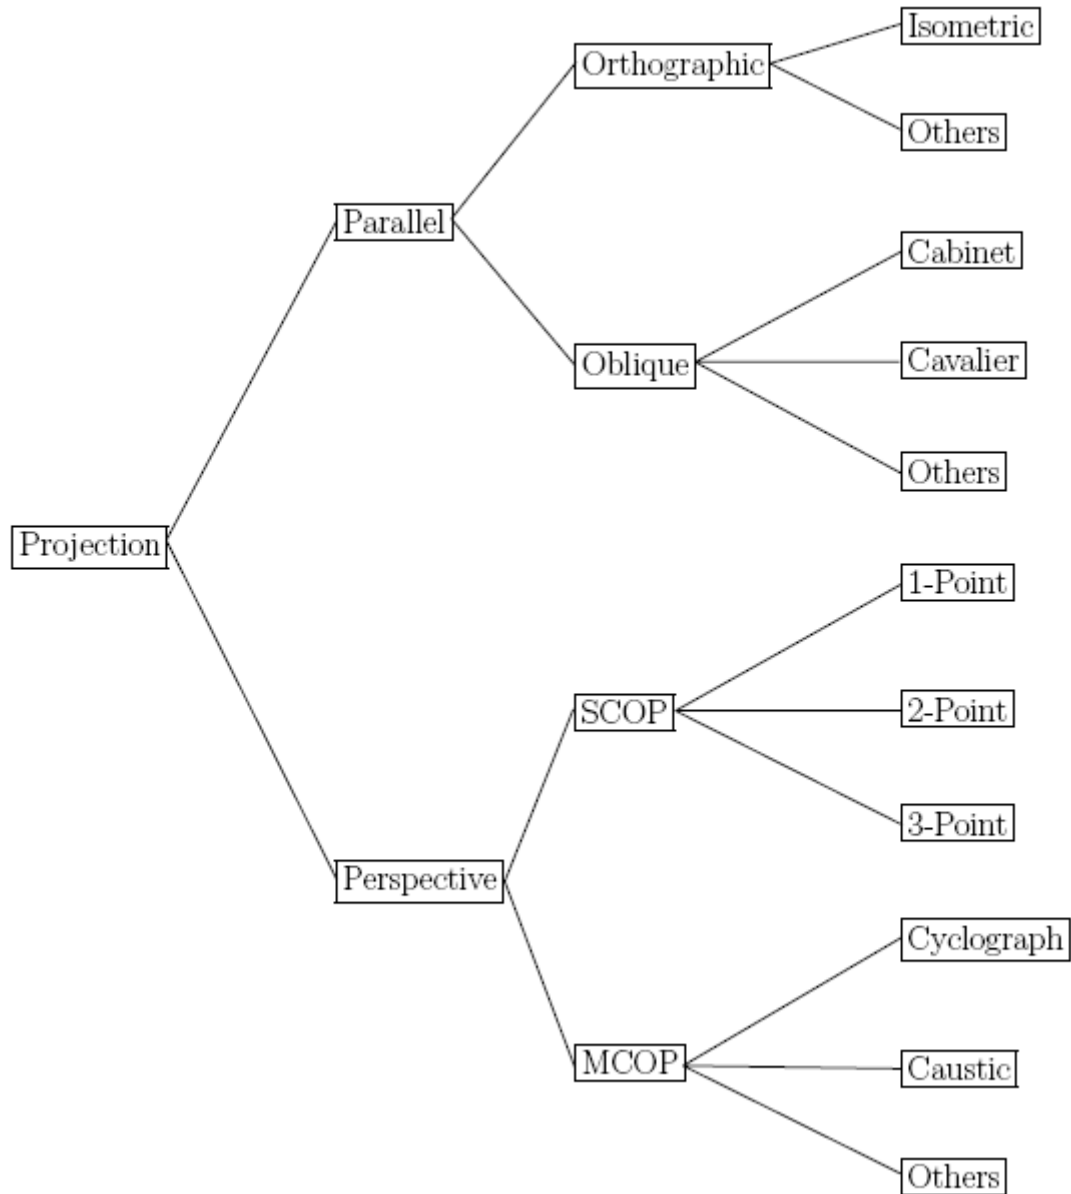 Isometric
Orthographic
Others
Parallel
Cabinet
Oblique
Cavalier
Others
Projection
1-Point
SCOP
2-Point
3-Point
Perspective
Cyclograph
MCOP
Caustic
Others